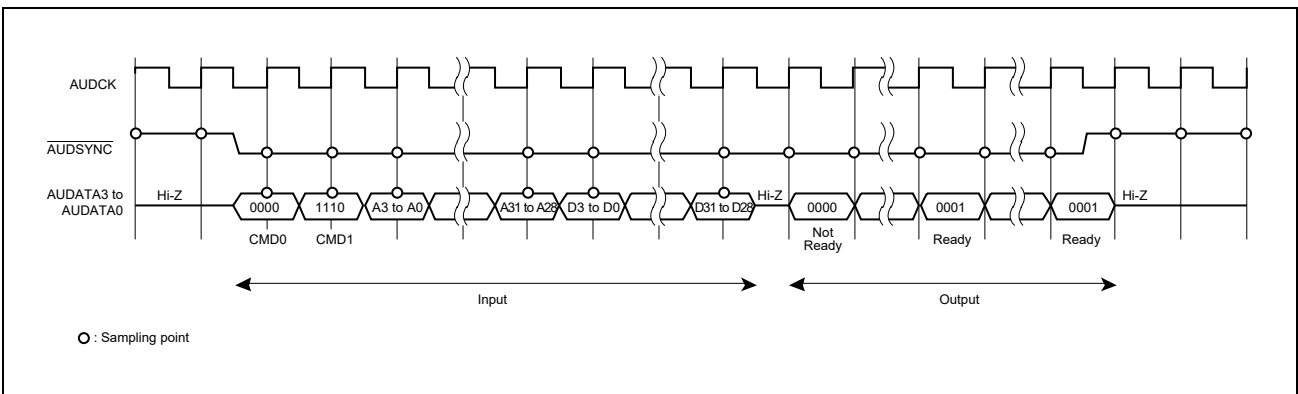 AUDCK
AUDSYNC
AUDATA3 to
AUDATA0
Hi-Z
0000
1110
A3 to A0
A31 to A28
D3 to D0
D31 to D28
Hi-Z
0000
0001
0001
Hi-Z
CMD0
CMD1
Not
Ready
Ready
Ready
Input
Output
: Sampling point